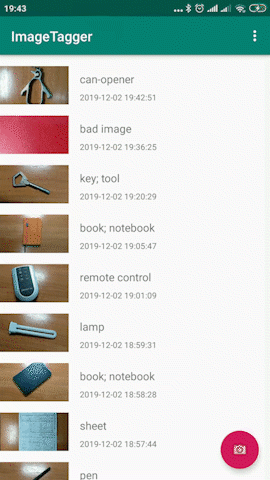 19:43
ImageTagger
can-opener
2019-12-02 19:42:51
bad image
2019-12-02 19:36:25
key; tool
2019-12-02 19:20:29
book; notebook
2019-12-02 19:05:47
remote control
2019-12-02 19:01:09
lamp
2019-12-02 18:59:31
book; notebook
2019-12-02 18:58:28
sheet
2019-12-02 18:57:44
pen